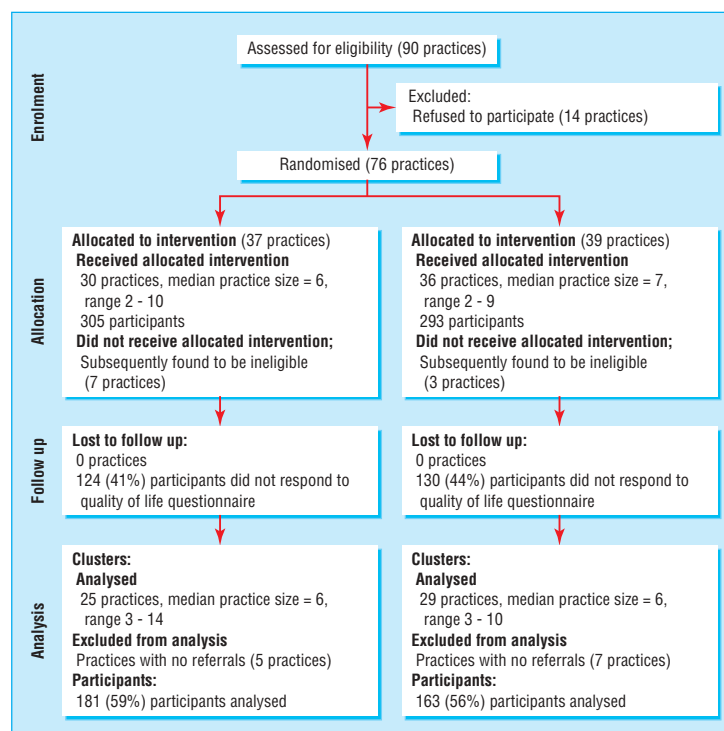 Enrolment
Assessed for eligibility (90 practices)
Excluded:
Refused to participate (14 practices)
Randomised (76 practices)
Allocation
Allocated to intervention (37 practices)
Received allocated intervention
30 practices, median practice size = 6,
range 2 - 10
305 participants
Did not receive allocated intervention;
Subsequently found to be ineligible
(7 practices)
Allocated to intervention (39 practices)
Received allocated intervention
36 practices, median practice size = 7,
range 2 - 9
293 participants
Did not receive allocated intervention;
Subsequently found to be ineligible
(3 practices)
Follow up
Lost to follow up:
0 practices
124 (41%) participants did not respond to
quality of life questionnaire
Lost to follow up:
0 practices
130 (44%) participants did not respond to
quality of life questionnaire
Analysis
Clusters:
Analysed
25 practices, median practice size = 6,
range 3 - 14
Excluded from analysis
Practices with no referrals (5 practices)
Participants:
181 (59%) participants analysed
Clusters:
Analysed
29 practices, median practice size = 6,
range 3 - 10
Excluded from analysis
Practices with no referrals (7 practices)
Participants:
163 (56%) participants analysed